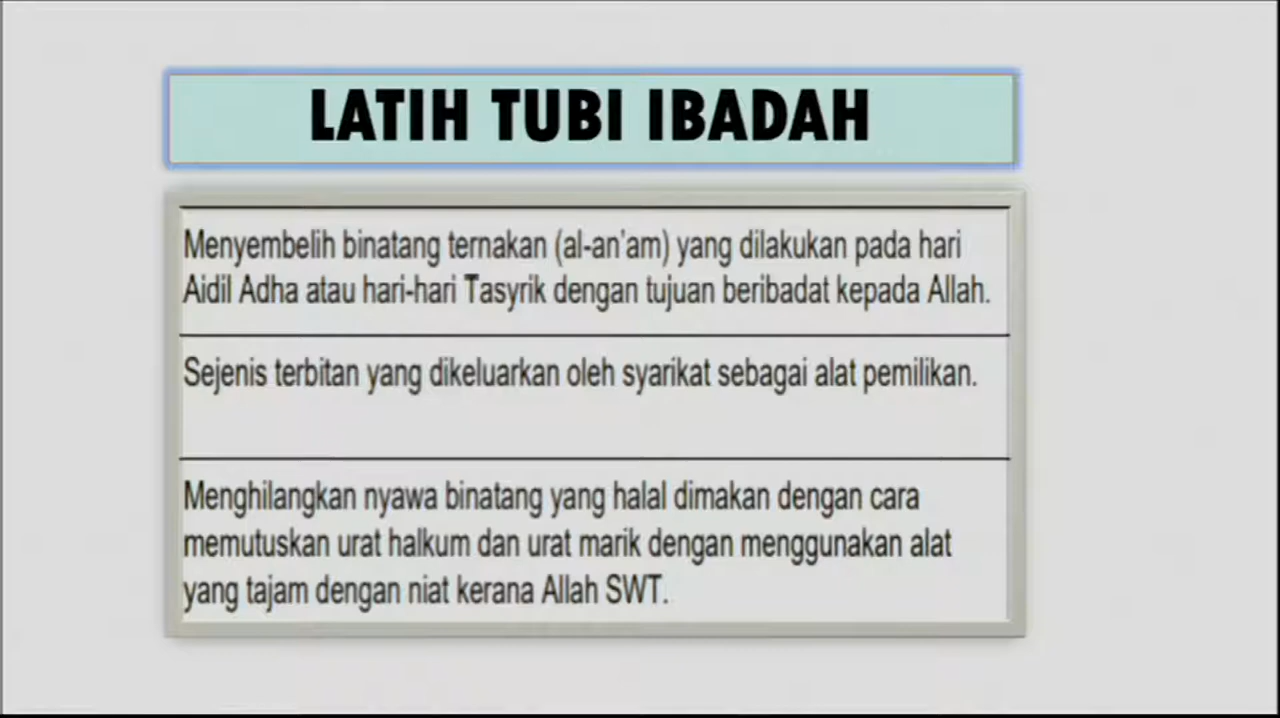 LATIH TUBI IBADAH
Menyembelih binatang ternakan (al-an'am) yang dilakukan pada hari
Aidil Adha atau hari-hari Tasyrik dengan tujuan beribadat kepada Allah.
Sejenis terbitan yang dikeluarkan oleh syarikat sebagai alat pemilikan.
Menghilangkan nyawa binatang yang halal dimakan dengan cara
memutuskan urat halkum dan urat marik dengan menggunakan alat
yang tajam dengan niat kerana Allah SWT.